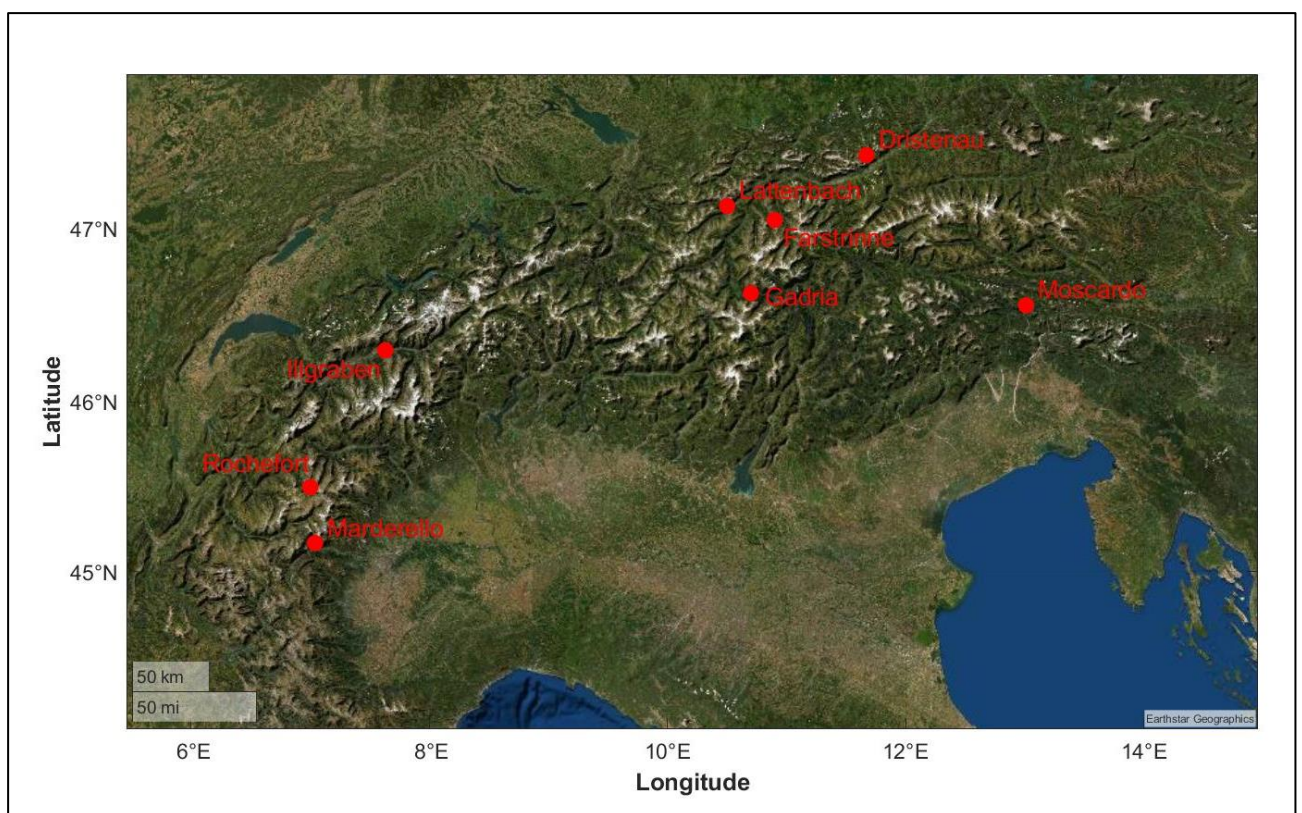 Dristenau
Lattenbach
Farstrinne
Gadria
Moscardo
Illgraben
Rochefort
Marderello
47°N
46°N
45°N
Latitude
50 km
50 mi
Earthstar Geographics
6°E
8°E
10°E
12°E
14°E
Longitude